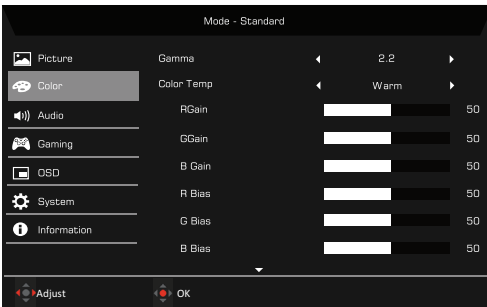 Mode - Standard
Picture
Color
Audio
Gaming
OSD
System
Information
Gamma 2.2
Color Temp Warm
RGain 50
GGain 50
B Gain 50
R Bias 50
G Bias 50
B Bias 50
Adjust OK